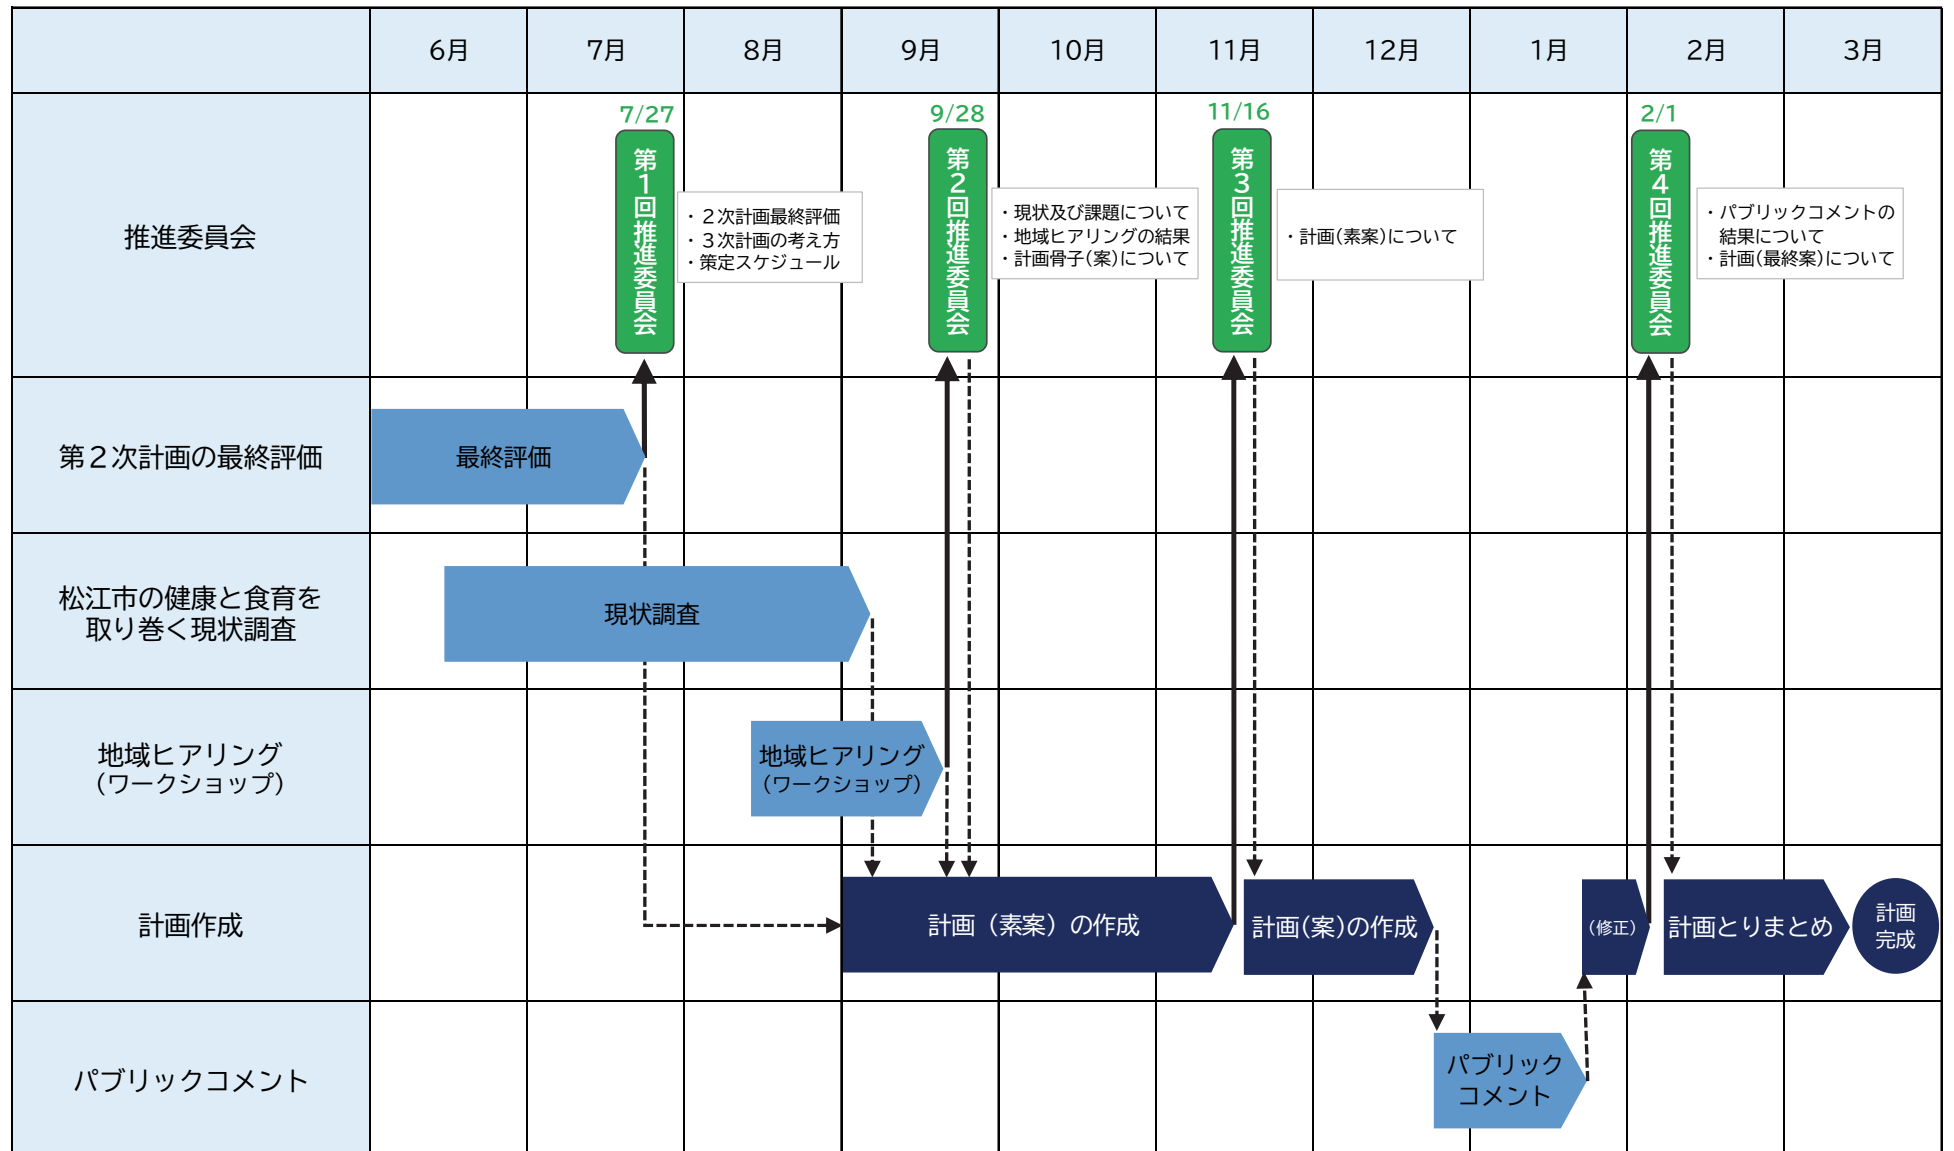 6月
7月
8月
9月
10月
11月
12月
1月
2月
3月
推進委員会
7/27
第1回推進委員会
・２次計画最終評価
・３次計画の考え方
・策定スケジュール
9/28
第2回推進委員会
・現状及び課題について
・地域ヒアリングの結果
・計画骨子(案)について
11/16
第3回推進委員会
・計画(素案)について
2/1
第4回推進委員会
・パブリックコメントの
結果について
・計画(最終案)について
第２次計画の最終評価
最終評価
松江市の健康と食育を
取り巻く現状調査
現状調査
地域ヒアリング
(ワークショップ)
地域ヒアリング
(ワークショップ)
計画作成
計画（素案）の作成
計画(案)の作成
(修正)
計画とりまとめ
計画
完成
パブリックコメント
パブリック
コメント